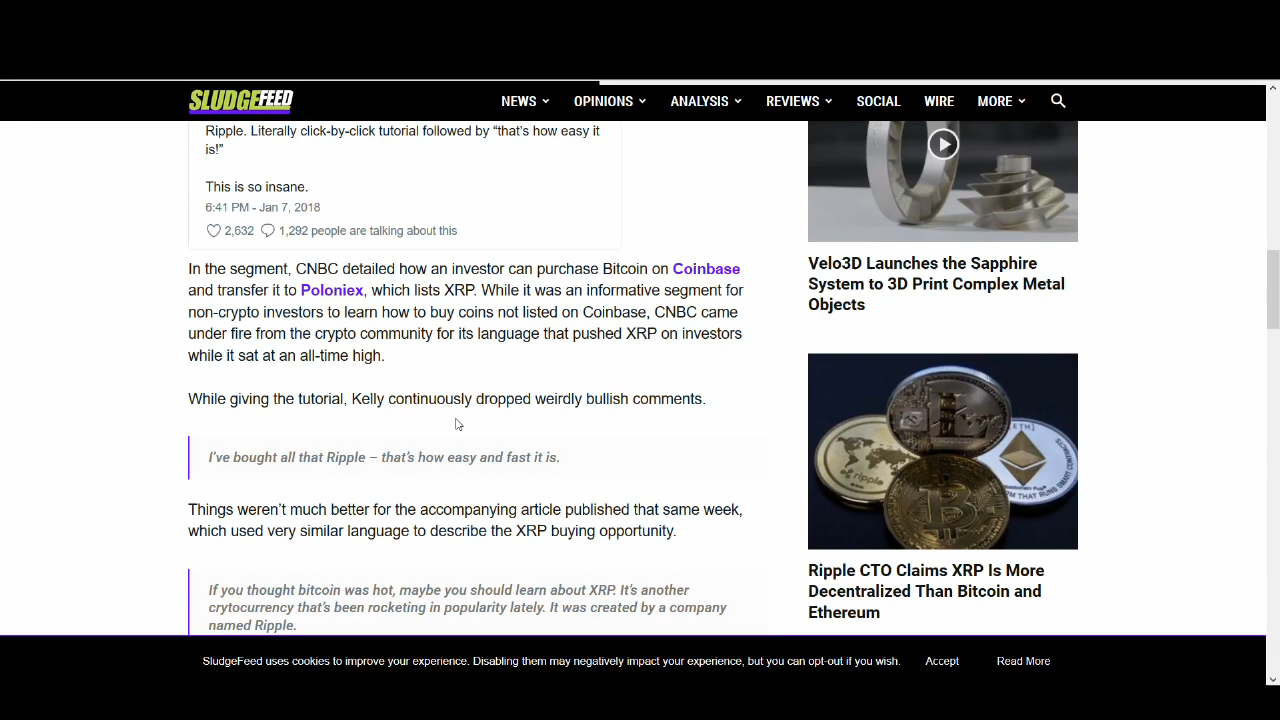 SLUDGEFEED
NEWS OPINIONS ANALYSIS REVIEWS SOCIAL WIRE MORE
Ripple. Literally click-by-click tutorial followed by “that’s how easy it
is!”
This is so insane.
6:41 PM - Jan 7, 2018
2,632 1,292 people are talking about this
In the segment, CNBC detailed how an investor can purchase Bitcoin on Coinbase
and transfer it to Poloniex, which lists XRP. While it was an informative segment for
non-crypto investors to learn how to buy coins not listed on Coinbase, CNBC came
under fire from the crypto community for its language that pushed XRP on investors
while it sat at an all-time high.
While giving the tutorial, Kelly continuously dropped weirdly bullish comments.
I’ve bought all that Ripple – that’s how easy and fast it is.
Things weren’t much better for the accompanying article published that same week,
which used very similar language to describe the XRP buying opportunity.
If you thought bitcoin was hot, maybe you should learn about XRP. It’s another
crytocurrency that’s been rocketing in popularity lately. It was created by a company
named Ripple.
Velo3D Launches the Sapphire
System to 3D Print Complex Metal
Objects
ripple
Ripple CTO Claims XRP Is More
Decentralized Than Bitcoin and
Ethereum
SludgeFeed uses cookies to improve your experience. Disabling them may negatively impact your experience, but you can opt-out if you wish. Accept Read More